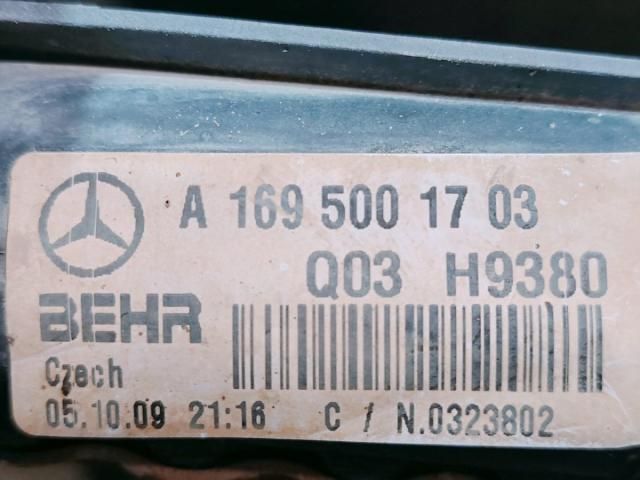 A 169 500 17 03
Q03 H9380
BEHR
Czech
05.10.09 21:16 C / N.0323802